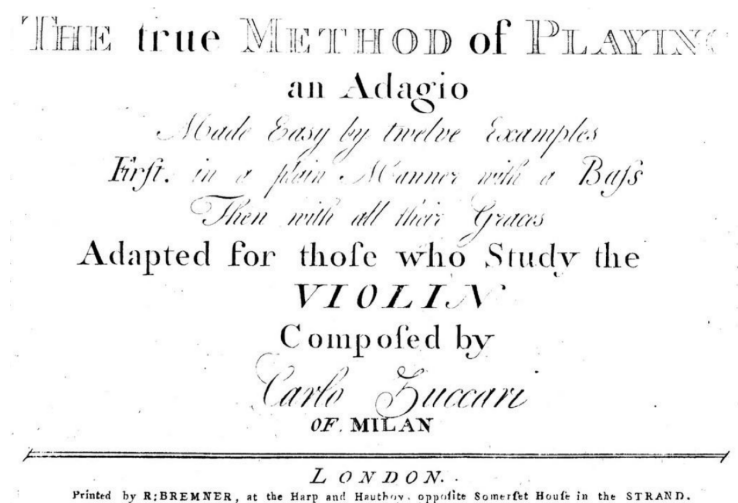 THE true METHOD of PLAYING
an Adagio
Made Easy by twelve Examples
Firſt. in a plain Manner with a Baſs
Then with all their Graces
Adapted for thoſe who Study the
VIOLIN
Compoſed by
Carlo Zuccari
OF. MILAN
LONDON.
Printed by R;BREMNER, at the Harp and Hautboy, oppoſite Somerſet Houſe in the STRAND.